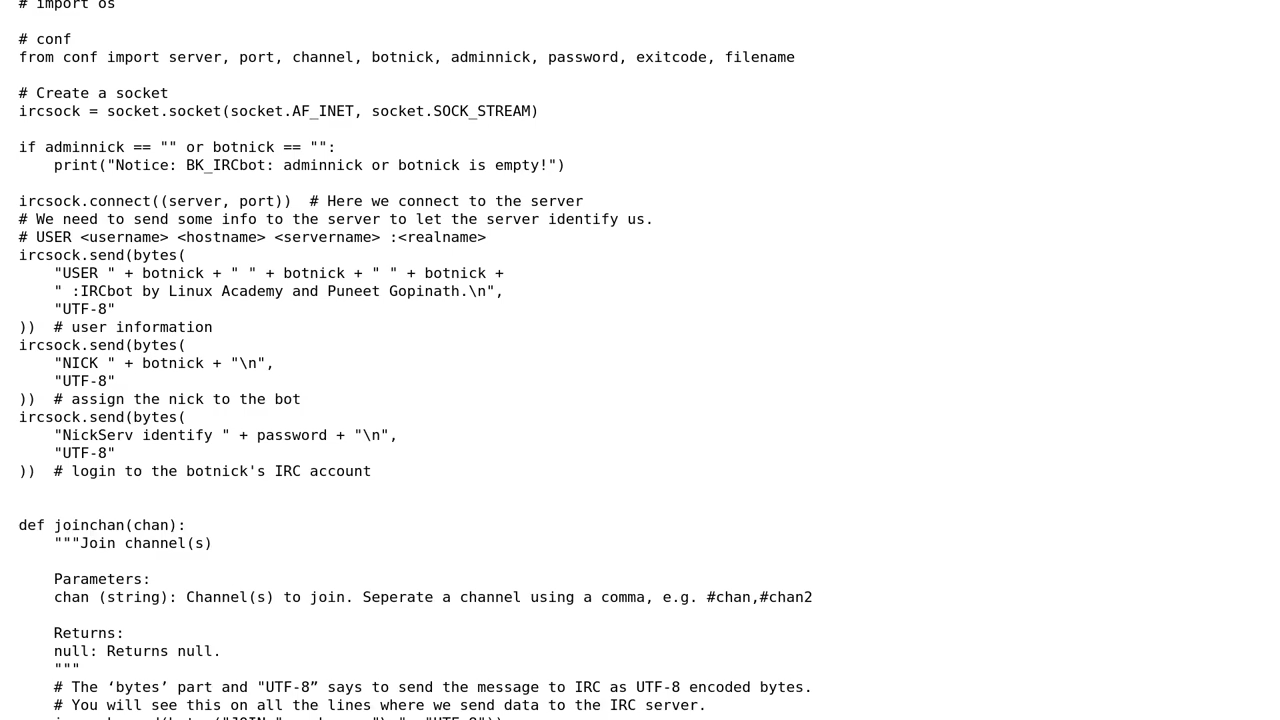 # import os

# conf
from conf import server, port, channel, botnick, adminnick, password, exitcode, filename

# Create a socket
ircsock = socket.socket(socket.AF_INET, socket.SOCK_STREAM)

if adminnick == "" or botnick == "":
    print("Notice: BK_IRCbot: adminnick or botnick is empty!")

ircsock.connect((server, port))  # Here we connect to the server
# We need to send some info to the server to let the server identify us.
# USER <username> <hostname> <servername> :<realname>
ircsock.send(bytes(
    "USER " + botnick + " " + botnick + " " + botnick +
    " :IRCbot by Linux Academy and Puneet Gopinath.\n",
    "UTF-8"
))  # user information
ircsock.send(bytes(
    "NICK " + botnick + "\n",
    "UTF-8"
))  # assign the nick to the bot
ircsock.send(bytes(
    "NickServ identify " + password + "\n",
    "UTF-8"
))  # login to the botnick's IRC account


def joinchan(chan):
    """Join channel(s)

    Parameters:
    chan (string): Channel(s) to join. Seperate a channel using a comma, e.g. #chan,#chan2

    Returns:
    null: Returns null.
    """
    # The ‘bytes’ part and "UTF-8” says to send the message to IRC as UTF-8 encoded bytes.
    # You will see this on all the lines where we send data to the IRC server.